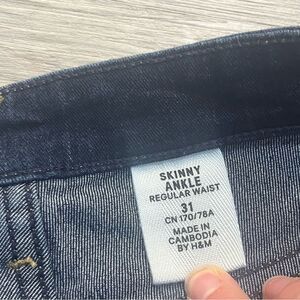 SKINNY
ANKLE
REGULAR WAIST
31
CN 170/78A
MADE IN
CAMBODIA
BY H&M